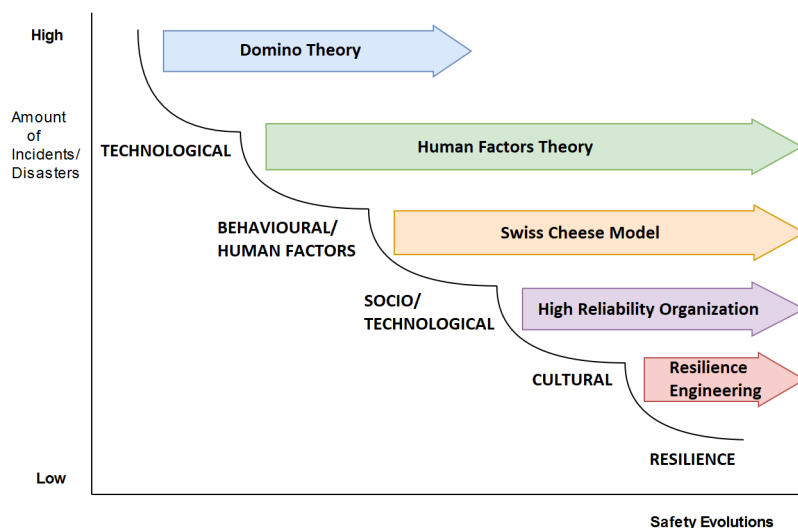 High
Domino Theory
Amount
of
Incidents/
Disasters
TECHNOLOGICAL
Human Factors Theory
BEHAVIOURAL/
HUMAN FACTORS
Swiss Cheese Model
SOCIO/
TECHNOLOGICAL
High Reliability Organization
CULTURAL
Resilience
Engineering
RESILIENCE
Low
Safety Evolutions